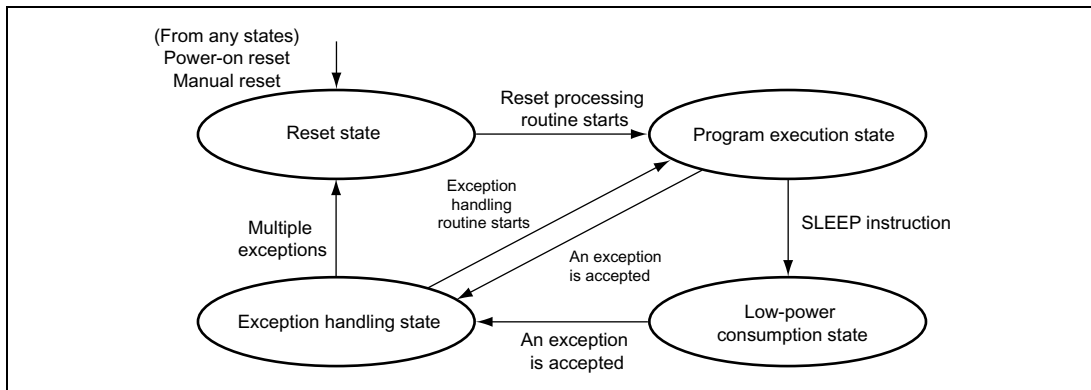 (From any states)
Power-on reset
Manual reset
Reset state
Reset processing
routine starts
Program execution state
Exception
handling
routine starts
Multiple
exceptions
SLEEP instruction
An exception
is accepted
Exception handling state
An exception
is accepted
Low-power
consumption state